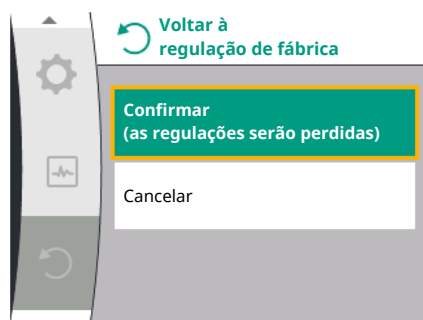 Voltar à
regulação de fábrica
Confirmar
(as regulações serão perdidas)
Cancelar